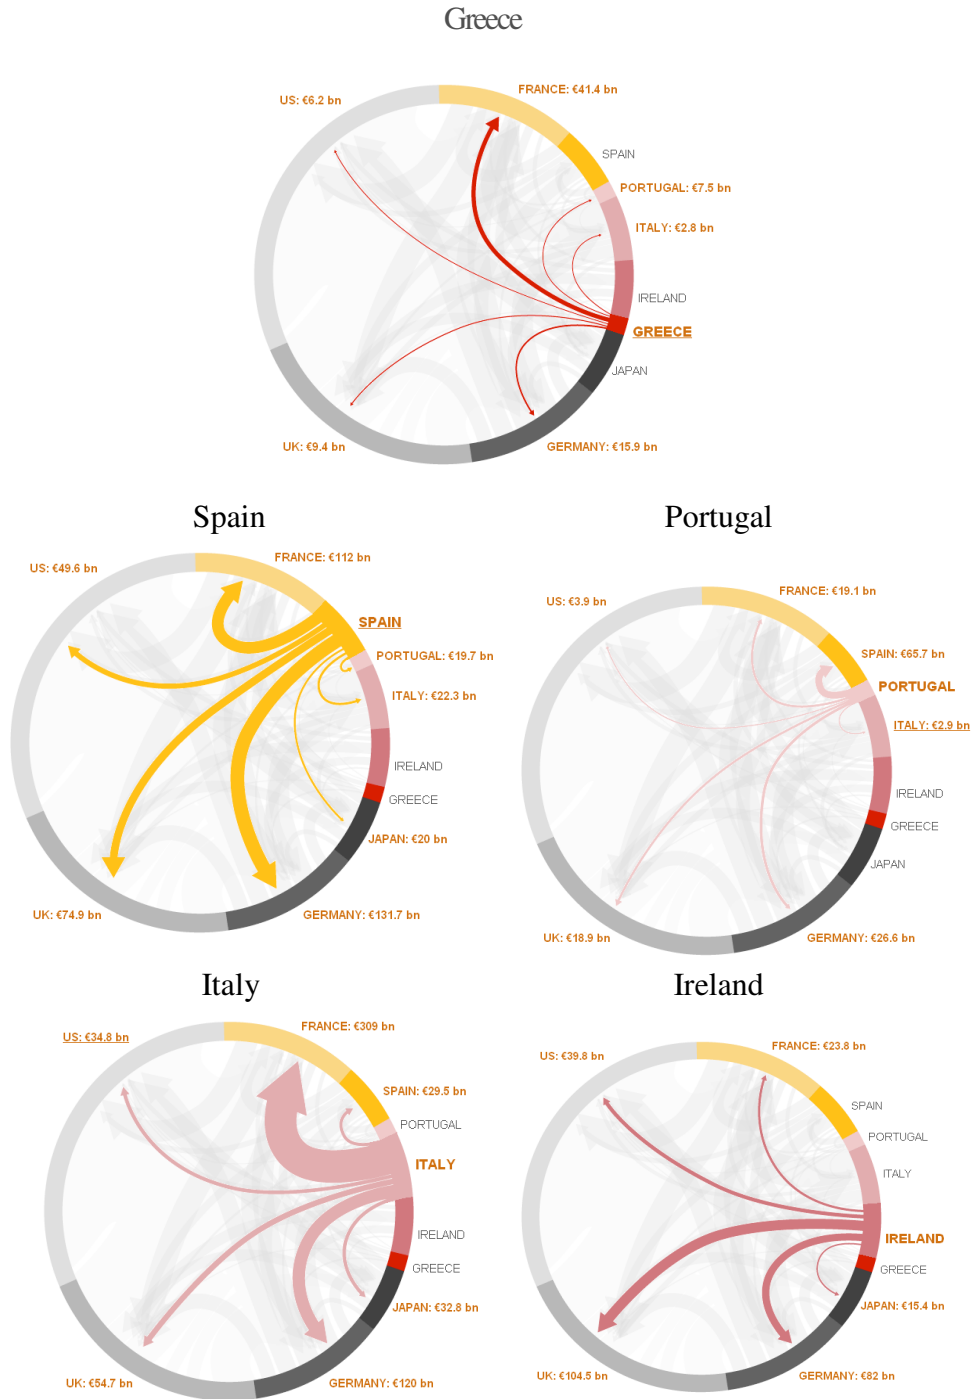 Greece
FRANCE: €41.4 bn
US: €6.2 bn
SPAIN
PORTUGAL: €7.5 bn
ITALY: €2.8 bn
IRELAND
GREECE
JAPAN
UK: €9.4 bn
GERMANY: €15.9 bn
Spain
FRANCE: €112 bn
US: €49.6 bn
SPAIN
PORTUGAL: €19.7 bn
ITALY: €22.3 bn
IRELAND
GREECE
JAPAN: €20 bn
UK: €74.9 bn
GERMANY: €131.7 bn
Portugal
FRANCE: €19.1 bn
US: €3.9 bn
SPAIN: €65.7 bn
PORTUGAL
ITALY: €2.9 bn
IRELAND
GREECE
JAPAN
UK: €18.9 bn
GERMANY: €26.6 bn
Italy
FRANCE: €309 bn
US: €34.8 bn
SPAIN: €29.5 bn
PORTUGAL
ITALY
IRELAND
GREECE
JAPAN: €32.8 bn
UK: €54.7 bn
GERMANY: €120 bn
Ireland
FRANCE: €23.8 bn
US: €39.8 bn
SPAIN
PORTUGAL
ITALY
IRELAND
GREECE
JAPAN: €15.4 bn
UK: €104.5 bn
GERMANY: €82 bn